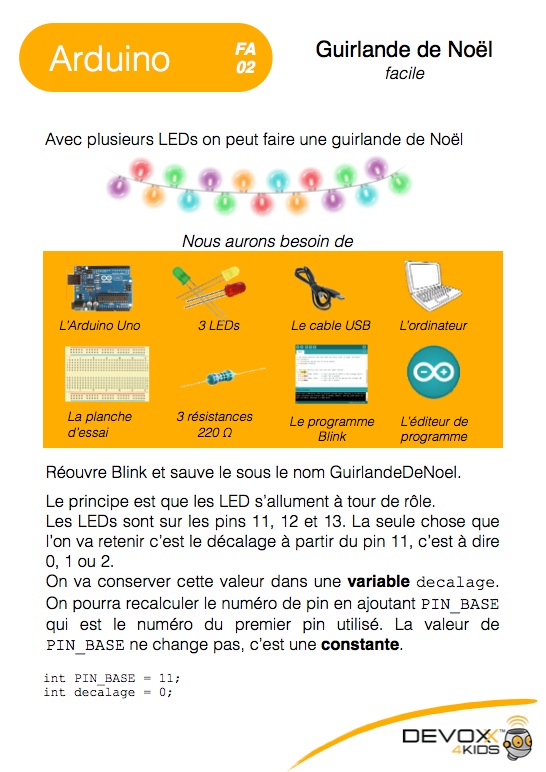 Arduino
FA
02
Guirlande de Noël
facile
Avec plusieurs LEDs on peut faire une guirlande de Noël
Nous aurons besoin de
L'Arduino Uno
3 LEDs
Le cable USB
L'ordinateur
La planche
d'essai
3 résistances
220 Ω
Le programme
Blink
L'éditeur de
programme
Réouvre Blink et sauve le sous le nom GuirlandeDeNoel.
Le principe est que les LED s'allument à tour de rôle.
Les LEDs sont sur les pins 11, 12 et 13. La seule chose que
l'on va retenir c'est le décalage à partir du pin 11, c'est à dire
0, 1 ou 2.
On va conserver cette valeur dans une variable decalage.
On pourra recalculer le numéro de pin en ajoutant PIN_BASE
qui est le numéro du premier pin utilisé. La valeur de
PIN_BASE ne change pas, c'est une constante.
int PIN_BASE = 11;
int decalage = 0;
DEVOXX™
4KIDS